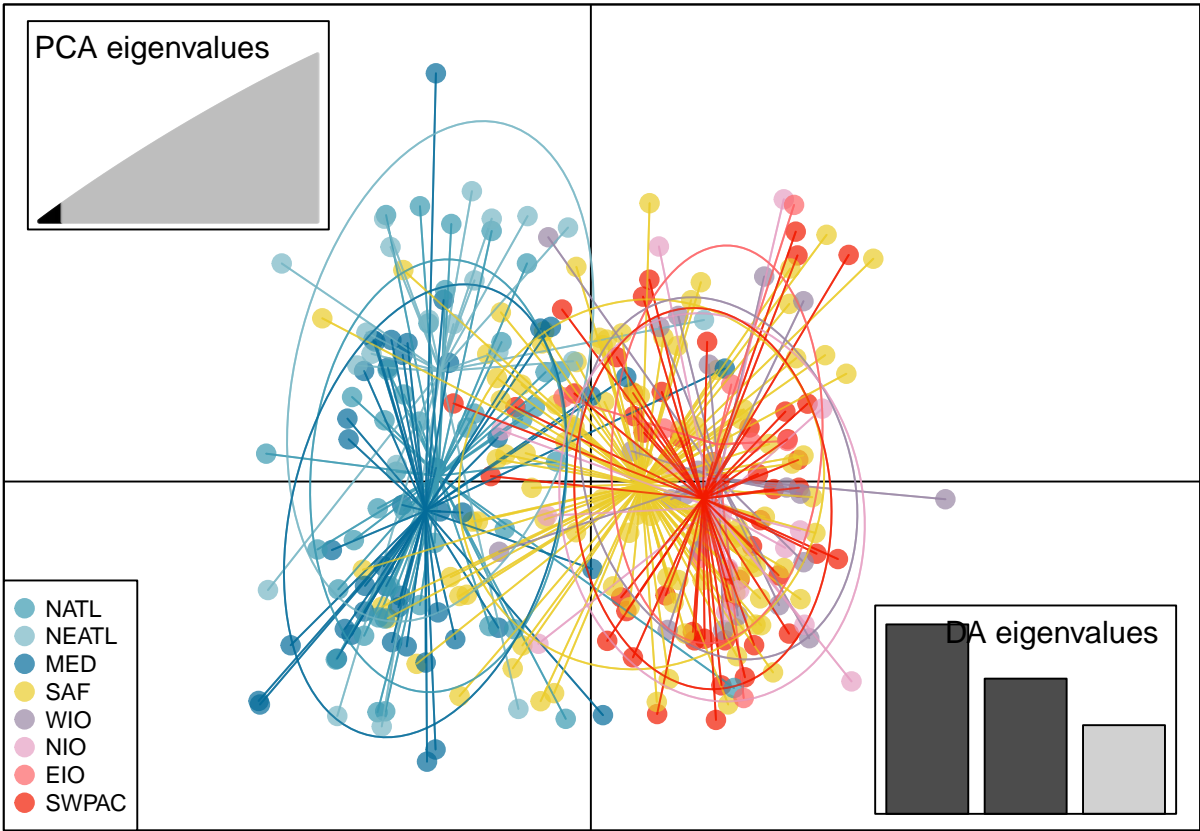 PCA eigenvalues
NATL
NEATL
MED
SAF
WIO
NIO
EIO
SWPAC
DA eigenvalues